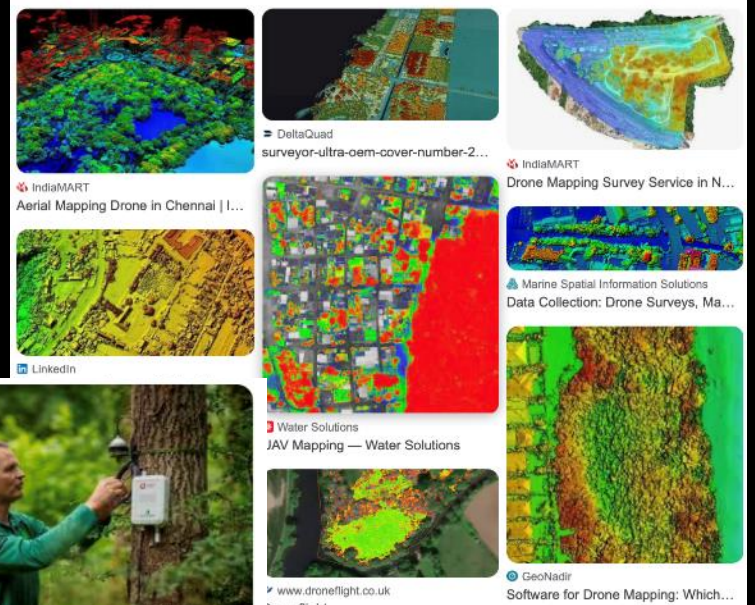 IndiaMART
Aerial Mapping Drone in Chennai | I...
LinkedIn
DeltaQuad
surveyor-ultra-oem-cover-number-2...
Water Solutions
UAV Mapping — Water Solutions
www.droneflight.co.uk
IndiaMART
Drone Mapping Survey Service in N...
Marine Spatial Information Solutions
Data Collection: Drone Surveys, Ma...
GeoNadir
Software for Drone Mapping: Which...